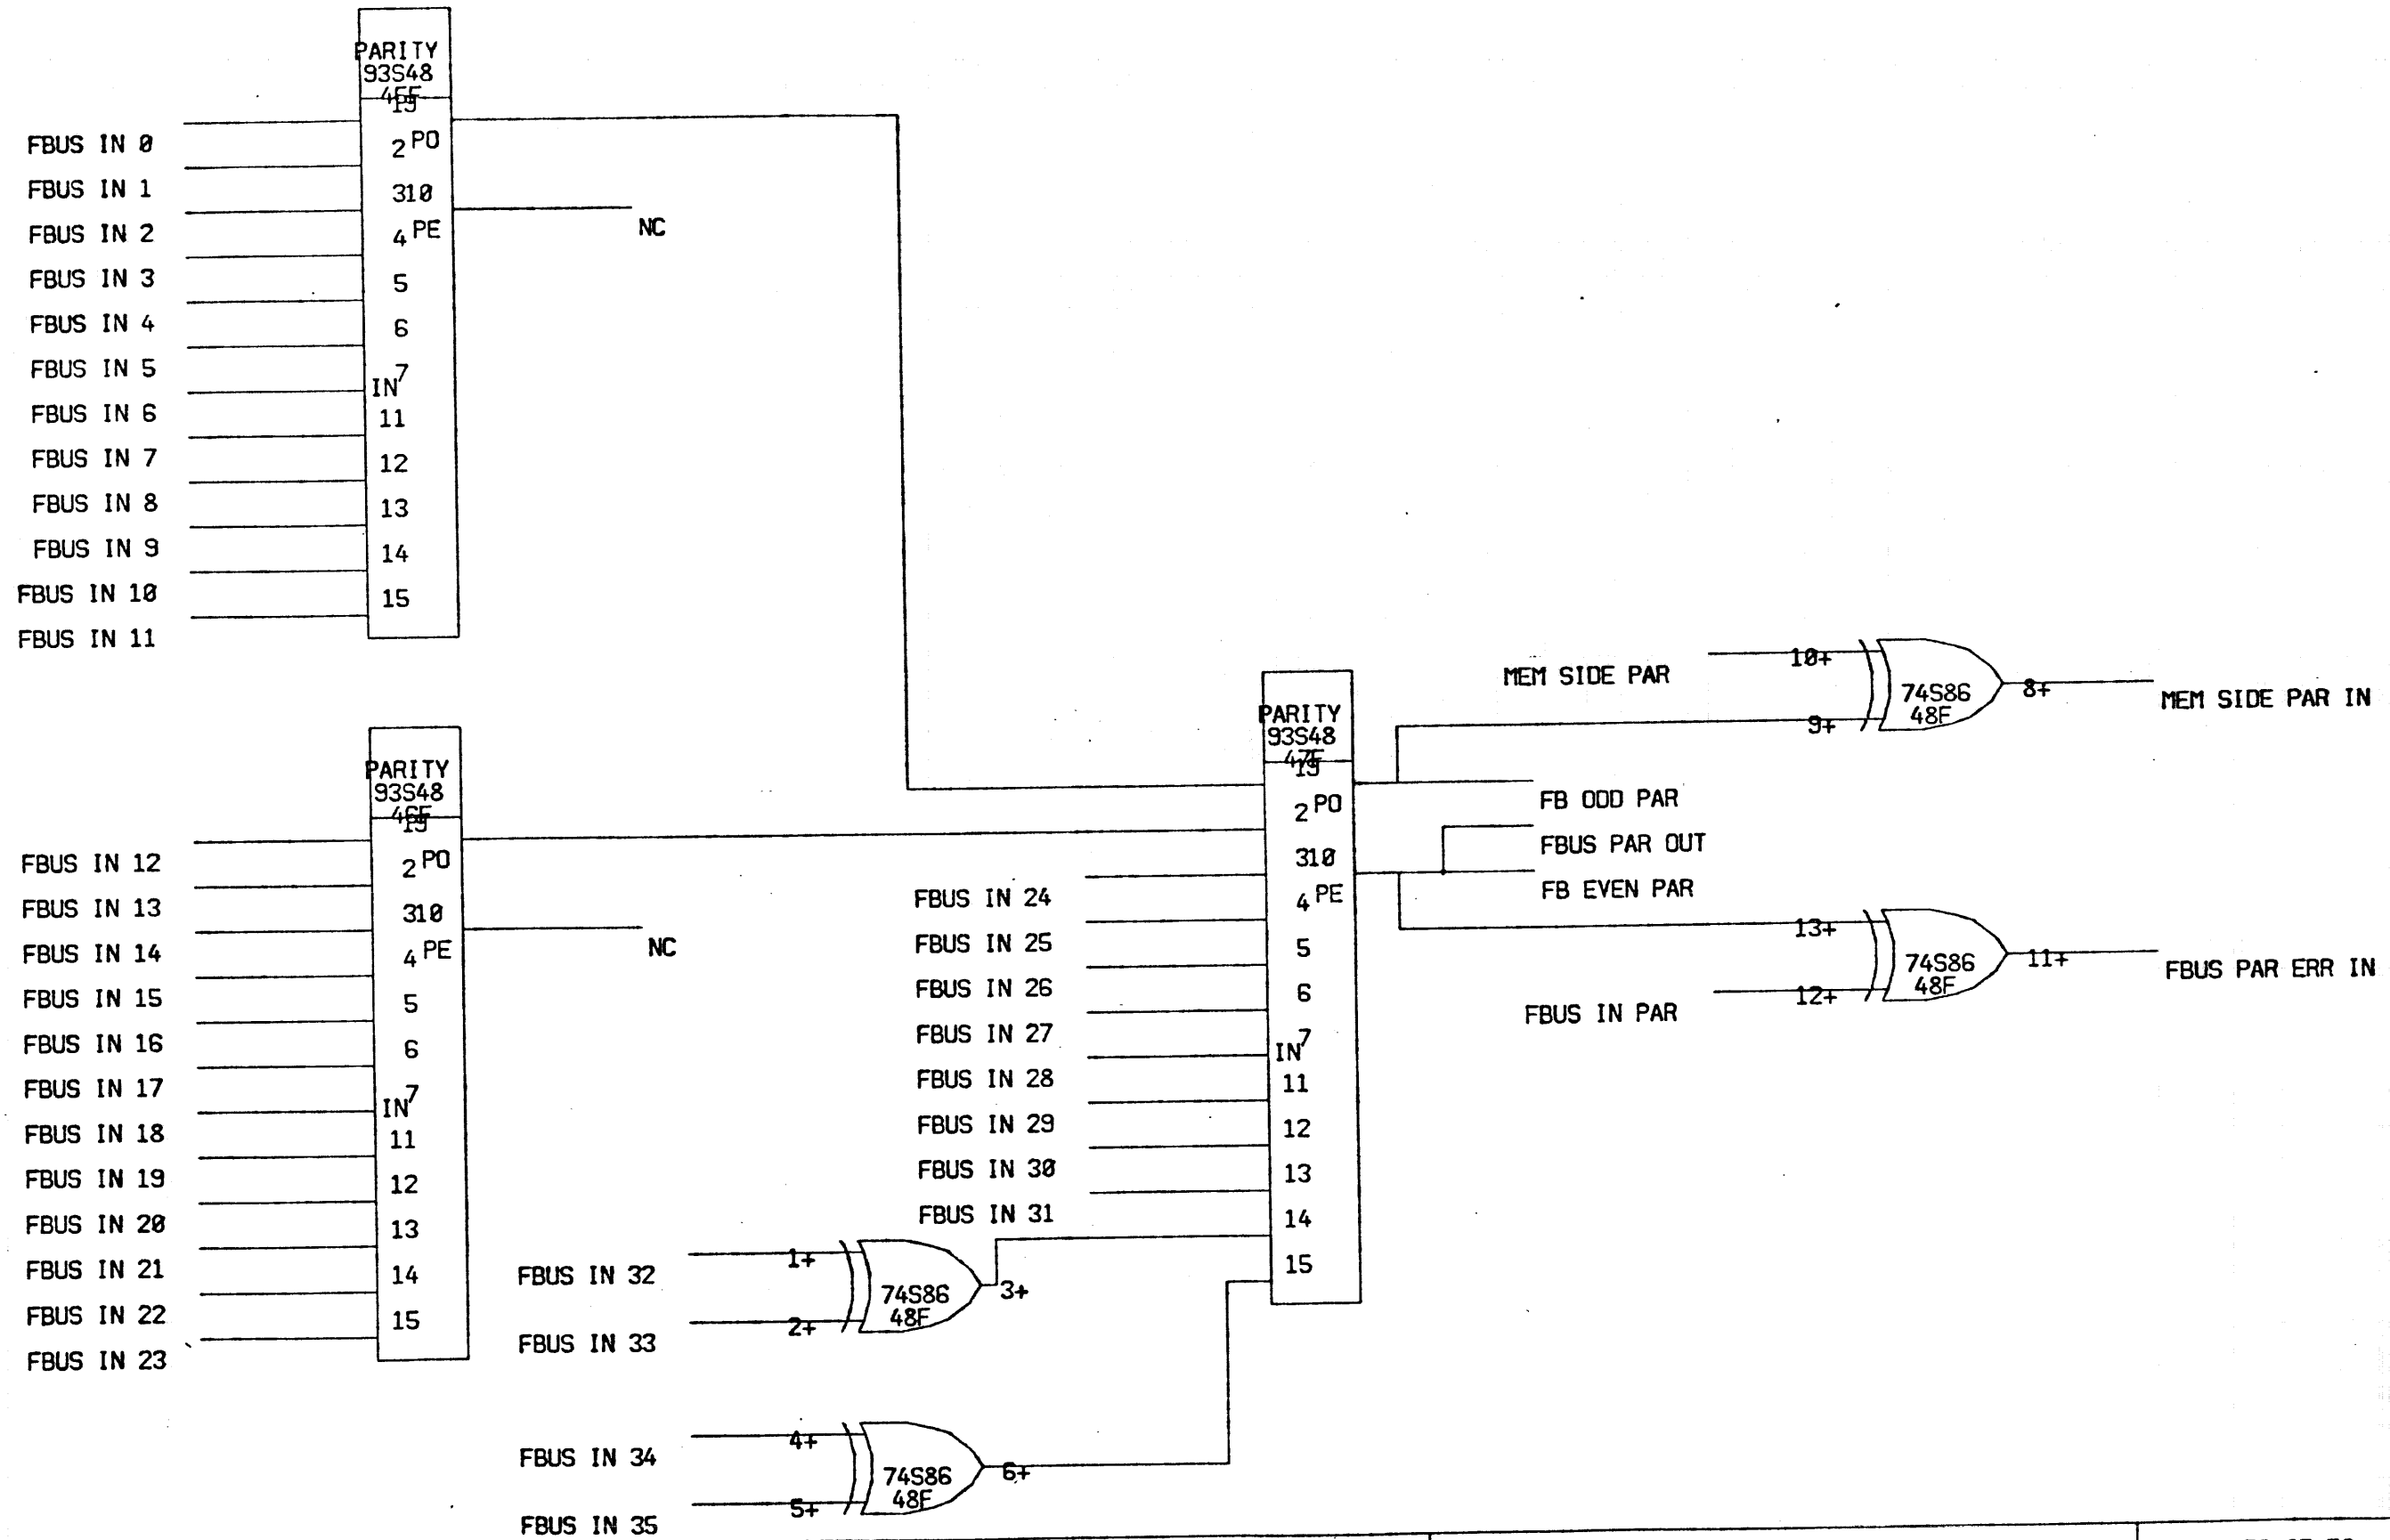 PARITY
93S48
2 PO
310
4 PE
5
6
7
IN
11
12
13
14
15
FBUS IN 0
FBUS IN 1
FBUS IN 2
FBUS IN 3
FBUS IN 4
FBUS IN 5
FBUS IN 6
FBUS IN 7
FBUS IN 8
FBUS IN 9
FBUS IN 10
FBUS IN 11
NC
PARITY
93S48
2 PO
310
4 PE
5
6
7
IN
11
12
13
14
15
FBUS IN 12
FBUS IN 13
FBUS IN 14
FBUS IN 15
FBUS IN 16
FBUS IN 17
FBUS IN 18
FBUS IN 19
FBUS IN 20
FBUS IN 21
FBUS IN 22
FBUS IN 23
NC
PARITY
93S48
47F
2 PO
310
4 PE
5
6
7
IN
11
12
13
14
15
FBUS IN 24
FBUS IN 25
FBUS IN 26
FBUS IN 27
FBUS IN 28
FBUS IN 29
FBUS IN 30
FBUS IN 31
FBUS IN 32
FBUS IN 33
1+
2+
74S86
48F
3+
FBUS IN 34
FBUS IN 35
4+
5+
74S86
48F
6+
MEM SIDE PAR
10+
9+
74S86
48F
8+
MEM SIDE PAR IN
FB ODD PAR
FBUS PAR OUT
FB EVEN PAR
13+
12+
74S86
48F
11+
FBUS PAR ERR IN
FBUS IN PAR